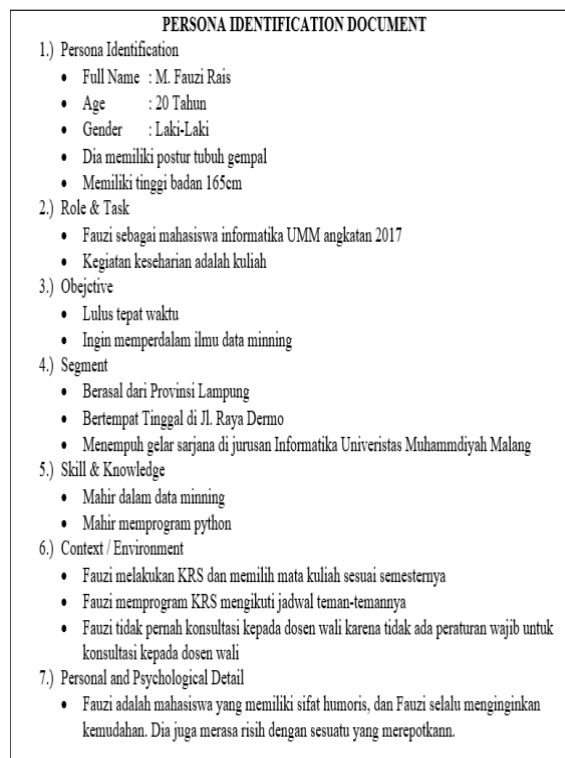 PERSONA IDENTIFICATION DOCUMENT
1.) Persona Identification
• Full Name : M. Fauzi Rais
• Age : 20 Tahun
• Gender : Laki-Laki
• Dia memiliki postur tubuh gempal
• Memiliki tinggi badan 165cm
2.) Role & Task
• Fauzi sebagai mahasiswa informatika UMM angkatan 2017
• Kegiatan keseharian adalah kuliah
3.) Obejctive
• Lulus tepat waktu
• Ingin memperdalam ilmu data minning
4.) Segment
• Berasal dari Provinsi Lampung
• Bertempat Tinggal di Jl. Raya Dermo
• Menempuh gelar sarjana di jurusan Informatika Univeristas Muhammdiyah Malang
5.) Skill & Knowledge
• Mahir dalam data minning
• Mahir memprogram python
6.) Context / Environment
• Fauzi melakukan KRS dan memilih mata kuliah sesuai semesternya
• Fauzi memprogram KRS mengikuti jadwal teman-temannya
• Fauzi tidak pernah konsultasi kepada dosen wali karena tidak ada peraturan wajib untuk
konsultasi kepada dosen wali
7.) Personal and Psychological Detail
• Fauzi adalah mahasiswa yang memiliki sifat humoris, dan Fauzi selalu menginginkan
kemudahan. Dia juga merasa risih dengan sesuatu yang merepotkann.